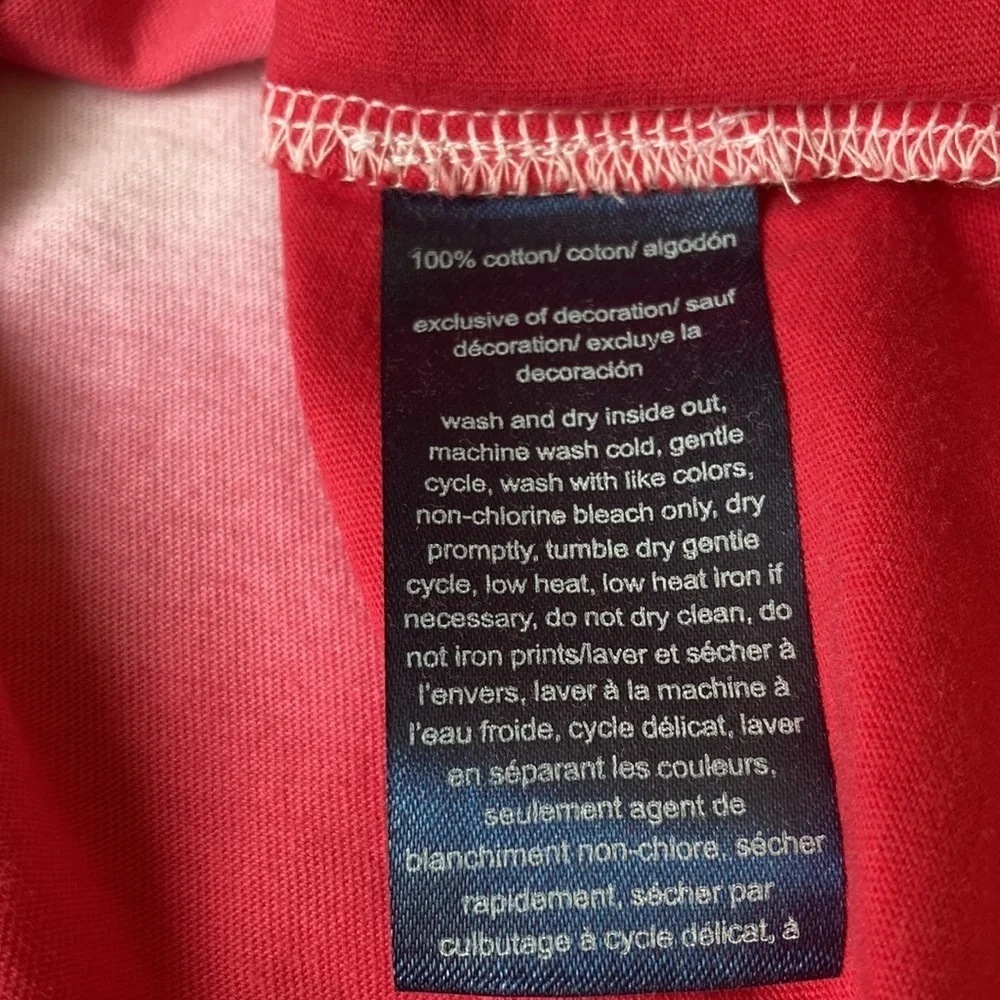 100% cotton/ coton/ algodón
exclusive of decoration/ sauf
décoration/ excluye la
decoración
wash and dry inside out,
machine wash cold, gentle
cycle, wash with like colors,
non-chlorine bleach only, dry
promptly, tumble dry gentle
cycle, low heat, low heat iron if
necessary, do not dry clean, do
not iron prints/laver et sécher à
l'envers, laver à la machine à
l'eau froide, cycle délicat, laver
en séparant les couleurs,
seulement agent de
blanchiment non-chlore, sécher
rapidement, sécher par
culbutage à cycle délicat, à